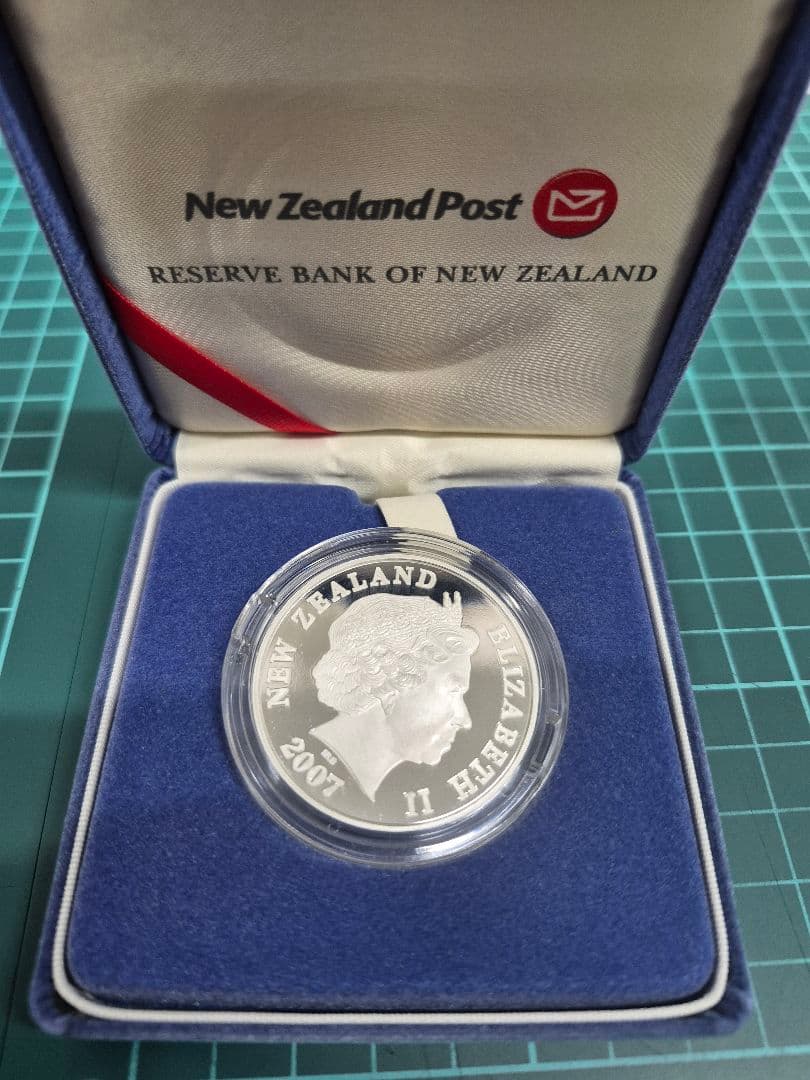 New Zealand Post
RESERVE BANK OF NEW ZEALAND
NEW ZEALAND
ELIZABETH II
2007